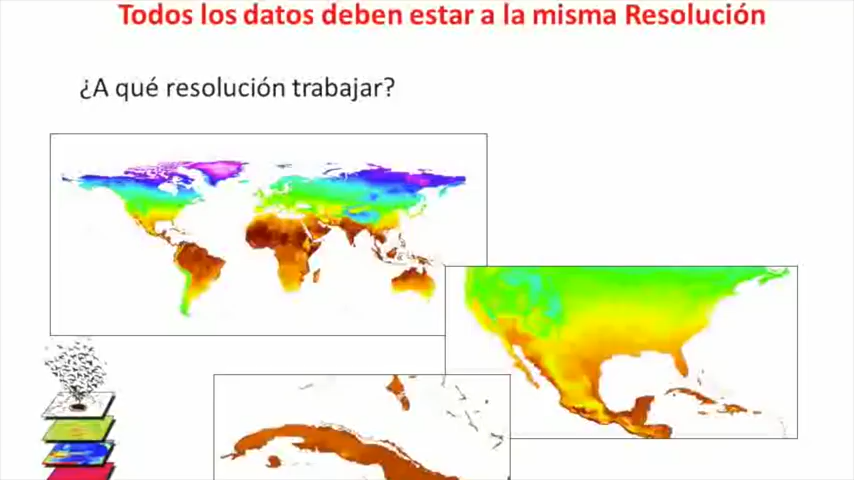 Todos los datos deben estar a la misma Resolución
¿A qué resolución trabajar?